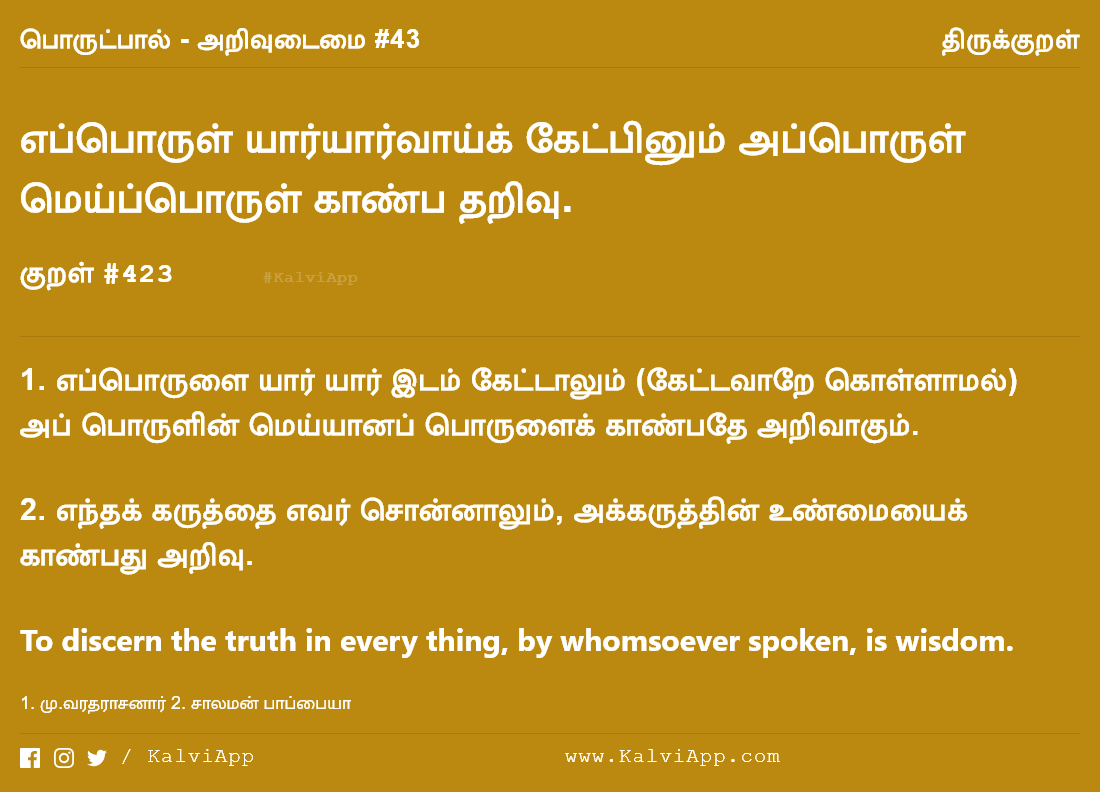 பொருட்பால் - அறிவுடைமை #43 திருக்குறள்
எப்பொருள் யார்யார்வாய்க் கேட்பினும் அப்பொருள்
மெய்ப்பொருள் காண்ப தறிவு.
குறள் #423 #KalviApp
1. எப்பொருளை யார் யார் இடம் கேட்டாலும் (கேட்டவாறே கொள்ளாமல்)
அப் பொருளின் மெய்யானப் பொருளைக் காண்பதே அறிவாகும்.
2. எந்தக் கருத்தை எவர் சொன்னாலும், அக்கருத்தின் உண்மையைக்
காண்பது அறிவு.
To discern the truth in every thing, by whomsoever spoken, is wisdom.
1. மு.வரதராசனார் 2. சாலமன் பாப்பையா
/ KalviApp www.KalviApp.com